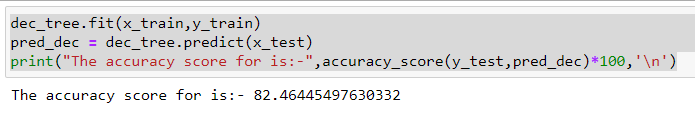 dec_tree.fit(x_train,y_train)
pred_dec = dec_tree.predict(x_test)
print("The accuracy score for is:-",accuracy_score(y_test,pred_dec)*100,'\n')
The accuracy score for is:- 82.46445497630332